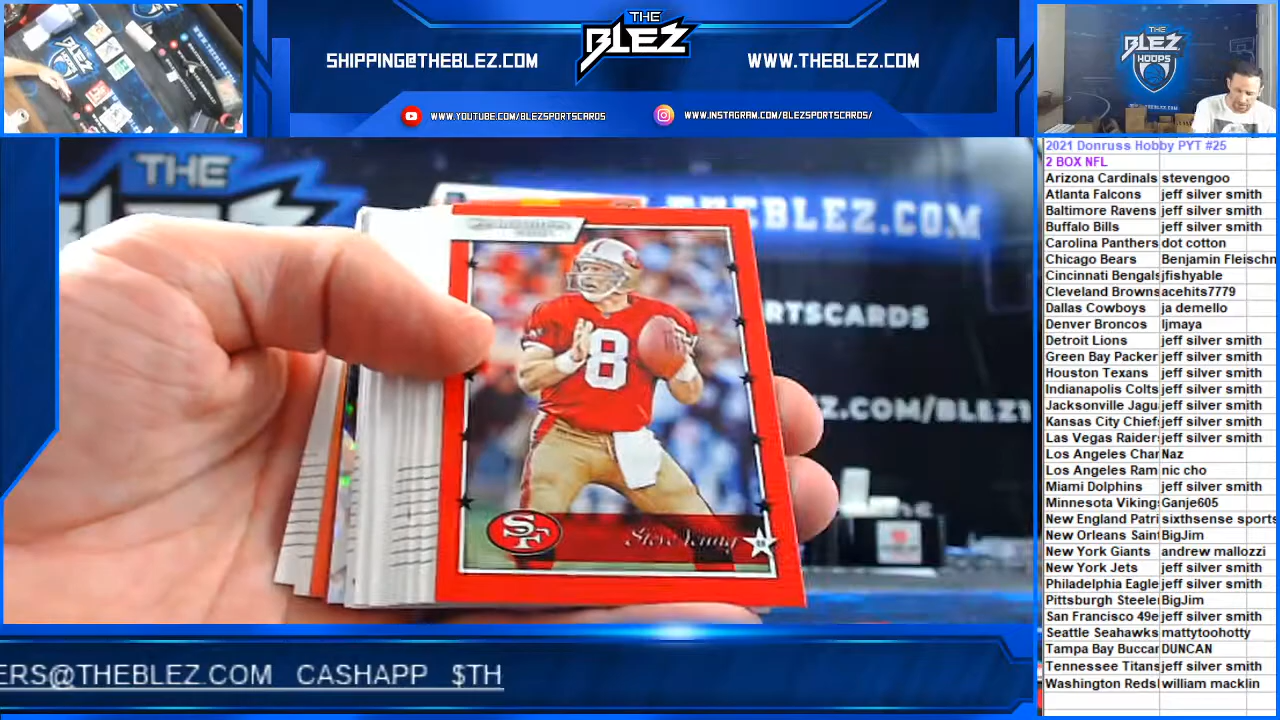 SHIPPING@THEBLEZ.COM
THE
BLEZ
WWW.THEBLEZ.COM
WWW.YOUTUBE.COM/BLEZSPORTSCARDS
WWW.INSTAGRAM.COM/BLEZSPORTSCARDS/
THE
BLEZ
HOOPS
THE
EBLEZ.COM
RTSCARDS
Z.COM/BLEZ1
8
SF
Steve Young
2021 Donruss Hobby PYT #25
2 BOX NFL
Arizona Cardinals stevengoo
Atlanta Falcons jeff silver smith
Baltimore Ravens jeff silver smith
Buffalo Bills jeff silver smith
Carolina Panthers dot cotton
Chicago Bears Benjamin Fleischn
Cincinnati Bengals jfishyable
Cleveland Browns acehits7779
Dallas Cowboys ja demello
Denver Broncos ljmaya
Detroit Lions jeff silver smith
Green Bay Packer jeff silver smith
Houston Texans jeff silver smith
Indianapolis Colts jeff silver smith
Jacksonville Jagu jeff silver smith
Kansas City Chief jeff silver smith
Las Vegas Raider jeff silver smith
Los Angeles Char Naz
Los Angeles Ram nic cho
Miami Dolphins jeff silver smith
Minnesota Viking Ganje605
New England Patri sixthsense sports
New Orleans Saint BigJim
New York Giants andrew mallozzi
New York Jets jeff silver smith
Philadelphia Eagle jeff silver smith
Pittsburgh Steele BigJim
San Francisco 49e jeff silver smith
Seattle Seahawks mattytoohotty
Tampa Bay Buccar DUNCAN
Tennessee Titans jeff silver smith
Washington Reds william macklin
ERS@THEBLEZ.COM CASHAPP $TH